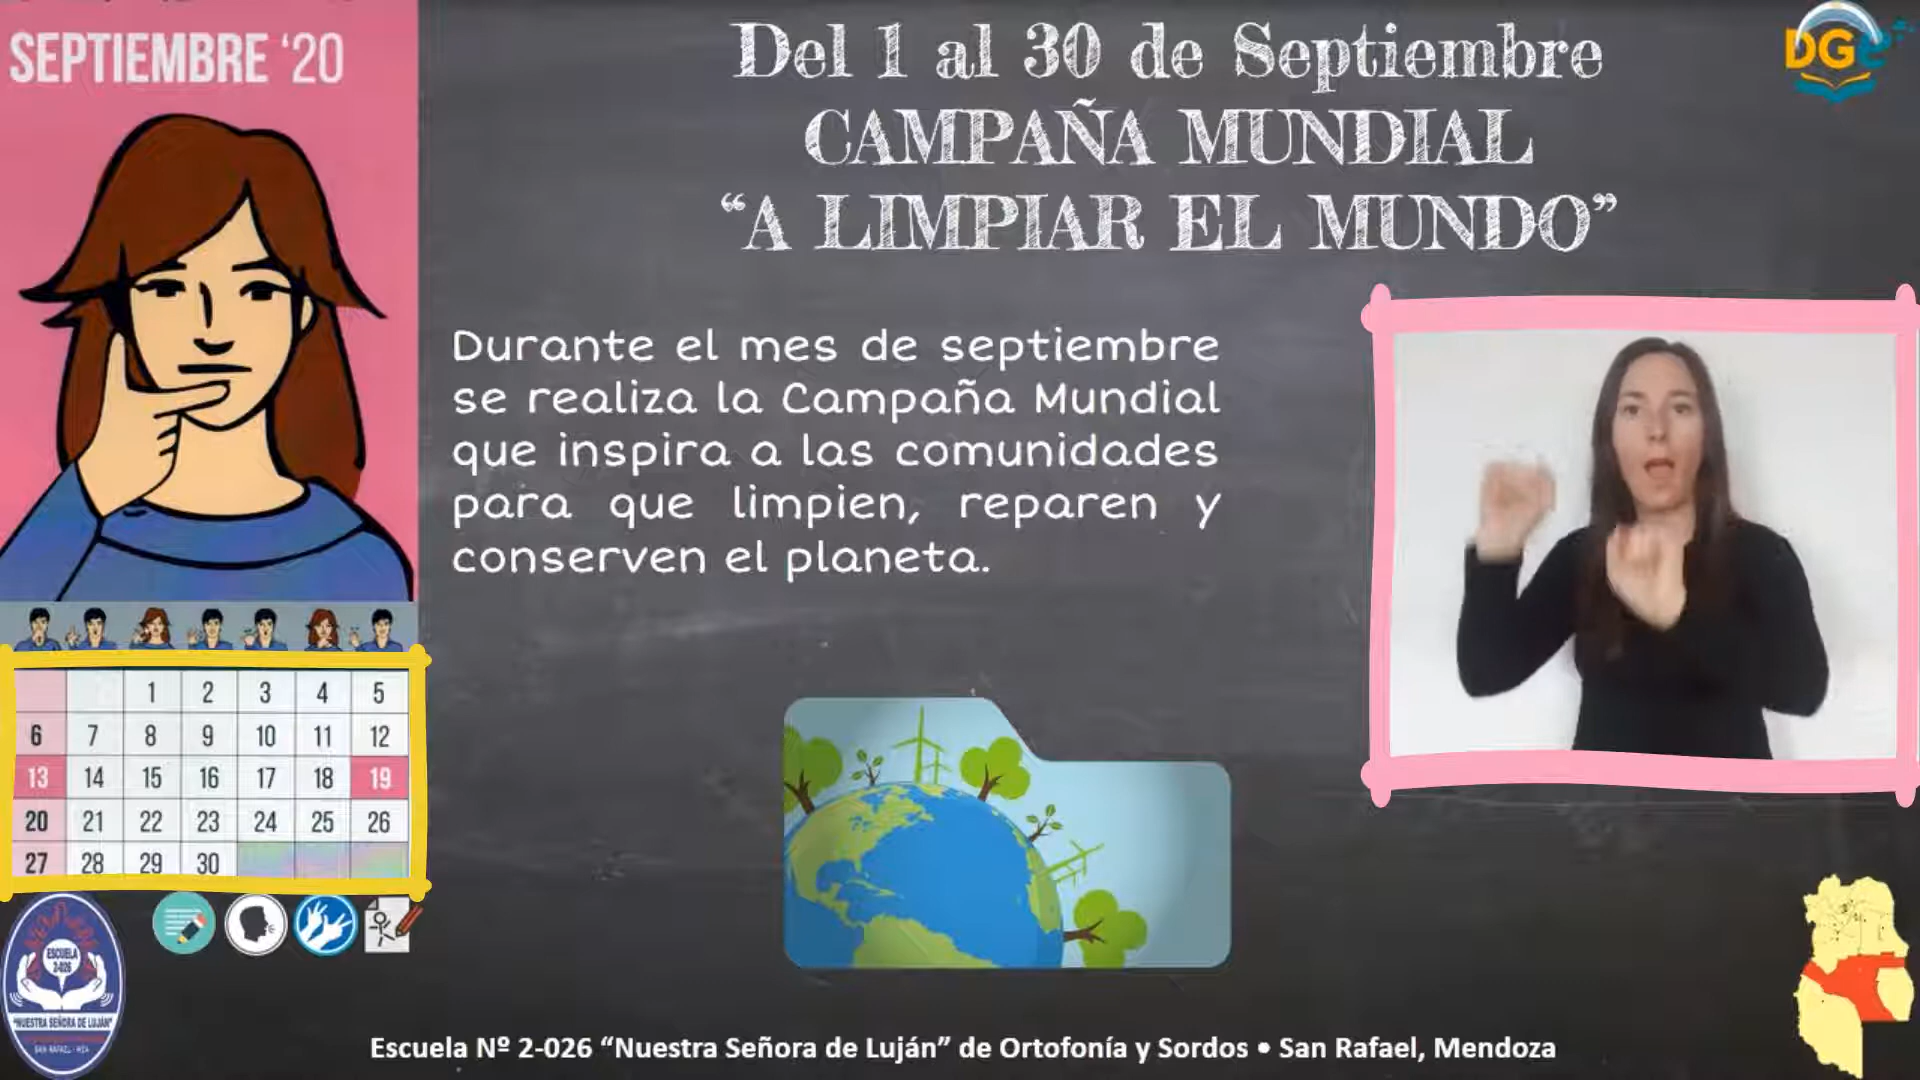 SEPTIEMBRE ‘20
Del 1 al 30 de Septiembre
CAMPAÑA MUNDIAL
“A LIMPIAR EL MUNDO”
DGe
Durante el mes de septiembre
se realiza la Campaña Mundial
que inspira a las comunidades
para que limpien, reparen y
conserven el planeta.
1 2 3 4 5
6 7 8 9 10 11 12
13 14 15 16 17 18 19
20 21 22 23 24 25 26
27 28 29 30
ESCUELA
2-026
"NUESTRA SEÑORA DE LUJÁN"
SAN RAFAEL - MZA
Escuela Nº 2-026 “Nuestra Señora de Luján” de Ortofonía y Sordos • San Rafael, Mendoza